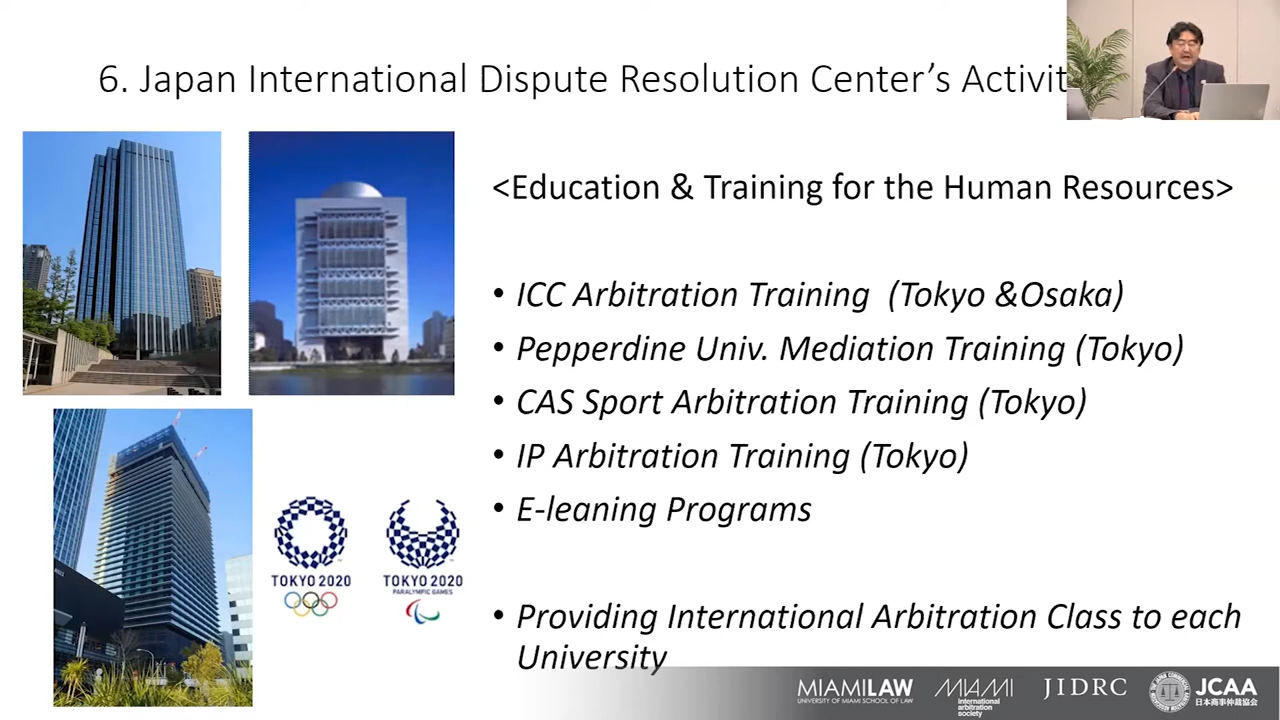 6. Japan International Dispute Resolution Center's Activit
<Education & Training for the Human Resources>
• ICC Arbitration Training (Tokyo &Osaka)
• Pepperdine Univ. Mediation Training (Tokyo)
• CAS Sport Arbitration Training (Tokyo)
• IP Arbitration Training (Tokyo)
• E-leaning Programs
• Providing International Arbitration Class to each
University
TOKYO 2020
TOKYO 2020
PARALYMPIC GAMES
MIAMILAW
UNIVERSITY OF MIAMI SCHOOL OF LAW
MIAMI
international
arbitration
society
JIDRC
JCAA
日本商事仲裁協会